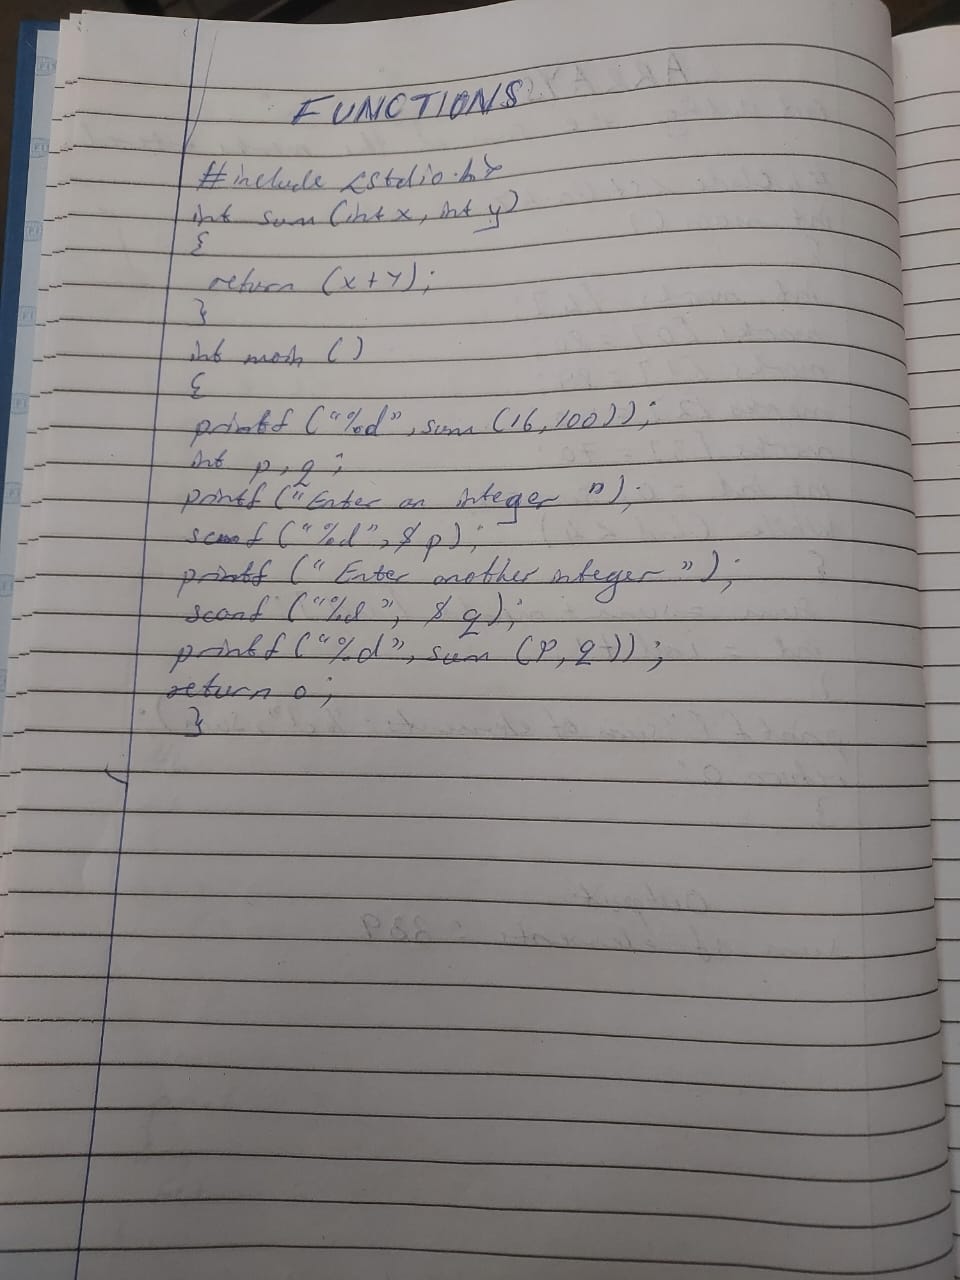 FUNCTIONS
#include <stdio.h>
int sum (int x, int y)
{
return (x+y);
}
int main ()
{
printf ("%d", sum (16,100));
int p, q;
printf ("Enter an integer ");
scanf ("%d", $ p);
printf ("Enter another integer ");
scanf ("%d", $ q);
printf ("%d", sum (p, q));
return 0;
}